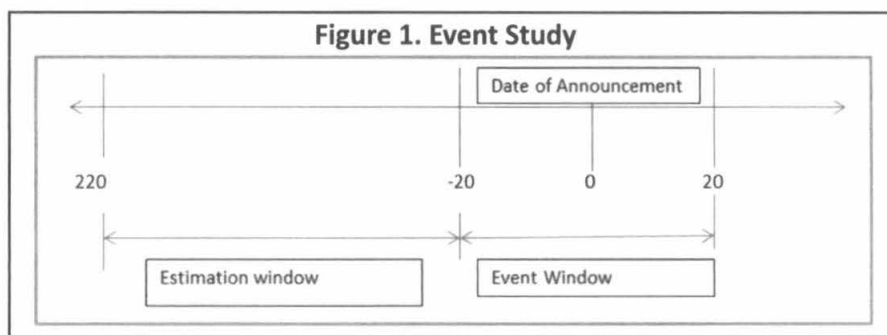 Figure 1. Event Study
Date of Announcement
220 -20 0 20
Estimation window Event Window